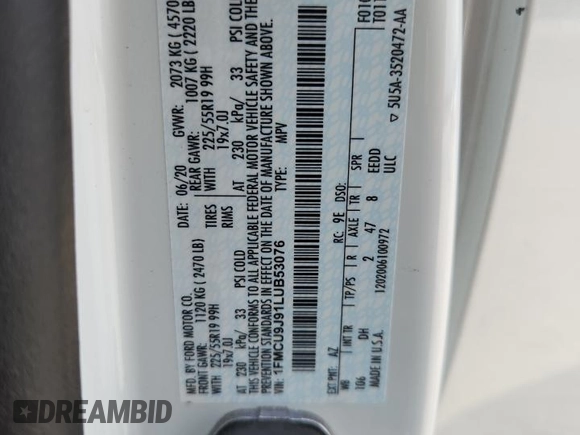 MFD. BY FORD MOTOR CO.
DATE: 06/20
GVWR: 2073 KG ( 4570
FRONT GAWR: 1120 KG ( 2470 LB)
REAR GAWR: 1007 KG ( 2220 LB
225/55R19 99H
TIRES
WITH
225/55R19 99H
19x7.0J
RIMS
19x7.0J
AT 230 kPa/ 33 PSI COLD
AT 230 kPa/ 33 PSI COLD
THIS VEHICLE CONFORMS TO ALL APPLICABLE FEDERAL MOTOR VEHICLE SAFETY AND THE
PREVENTION STANDARDS IN EFFECT ON THE DATE OF MANUFACTURE SHOWN ABOVE.
VIN: 1FMCU9J91LUB53076
TYPE: MPV
EXT PNT: AZ
RC: 9E
DSO:
WB
INT TR
TP/PS
R
AXLE
TR
SPR
106
DH
2
47
8
EEDD
ULC
MADE IN U.S.A.
1202006100972
▽ 5U5A-3520472-AA
DREAMBID